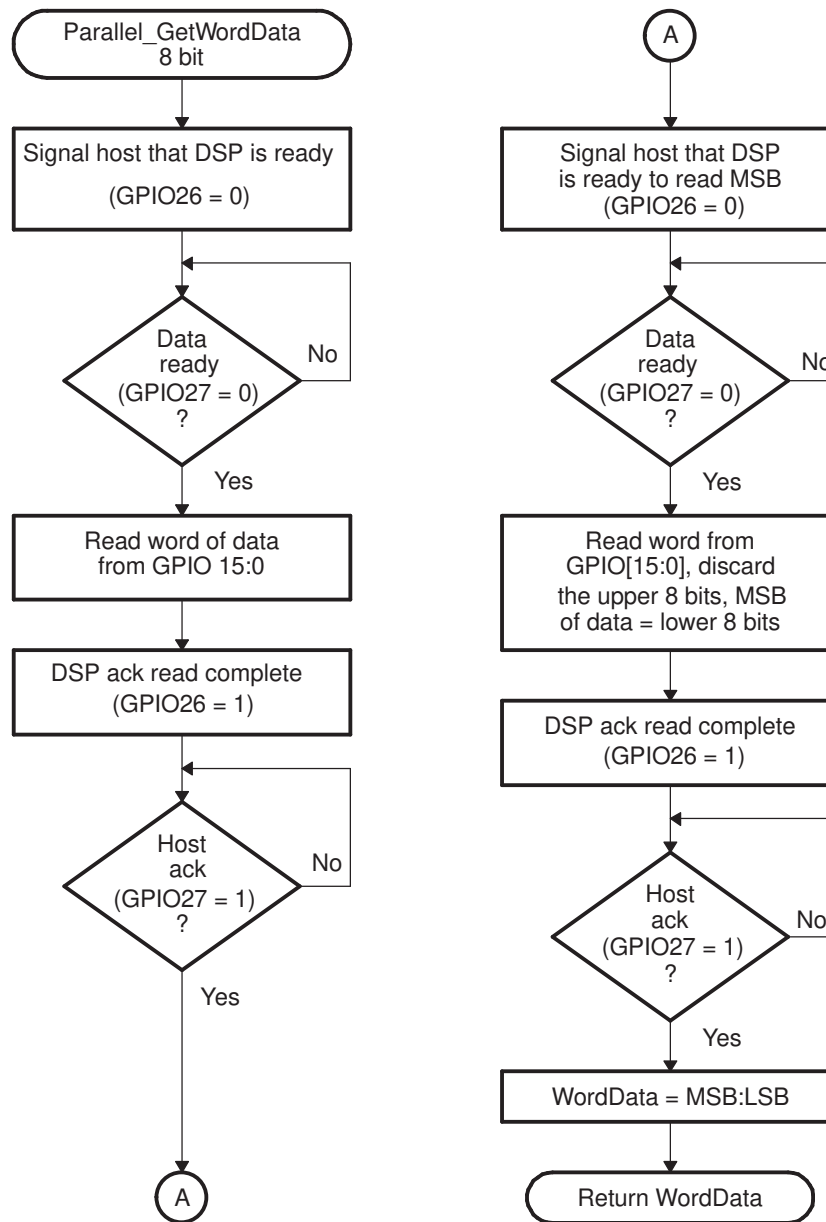 Parallel_GetWordData
8 bit
Signal host that DSP is ready
(GPIO26 = 0)
Data
ready
(GPIO27 = 0)
?
No
Yes
Read word of data
from GPIO 15:0
DSP ack read complete
(GPIO26 = 1)
Host
ack
(GPIO27 = 1)
?
No
Yes
A
A
Signal host that DSP
is ready to read MSB
(GPIO26 = 0)
Data
ready
(GPIO27 = 0)
?
No
Yes
Read word from
GPIO[15:0], discard
the upper 8 bits, MSB
of data = lower 8 bits
DSP ack read complete
(GPIO26 = 1)
Host
ack
(GPIO27 = 1)
?
No
Yes
WordData = MSB:LSB
Return WordData